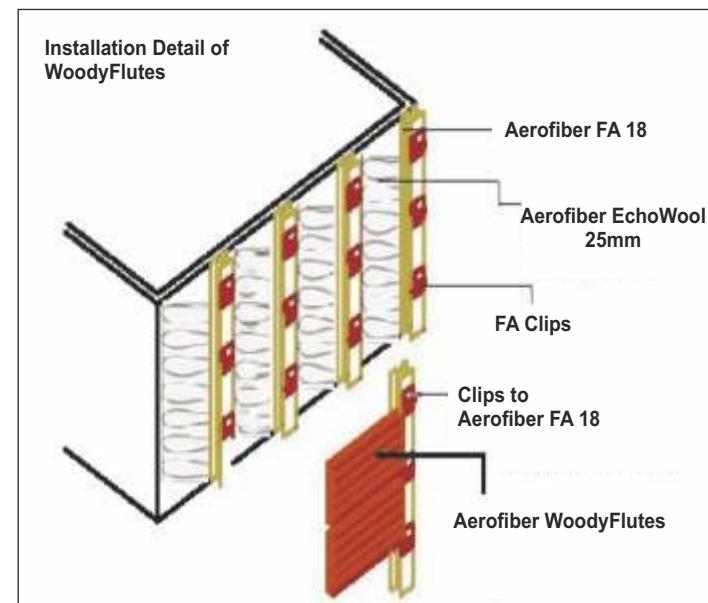 Installation Detail of
WoodyFlutes
Aerofiber FA 18
Aerofiber EchoWool
25mm
FA Clips
Clips to
Aerofiber FA 18
Aerofiber WoodyFlutes